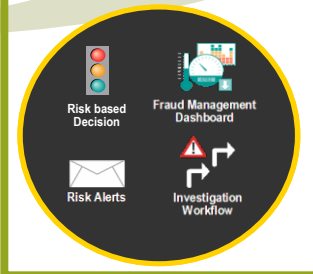 Risk based
Decision
Fraud Management
Dashboard
Risk Alerts
Investigation
Workflow